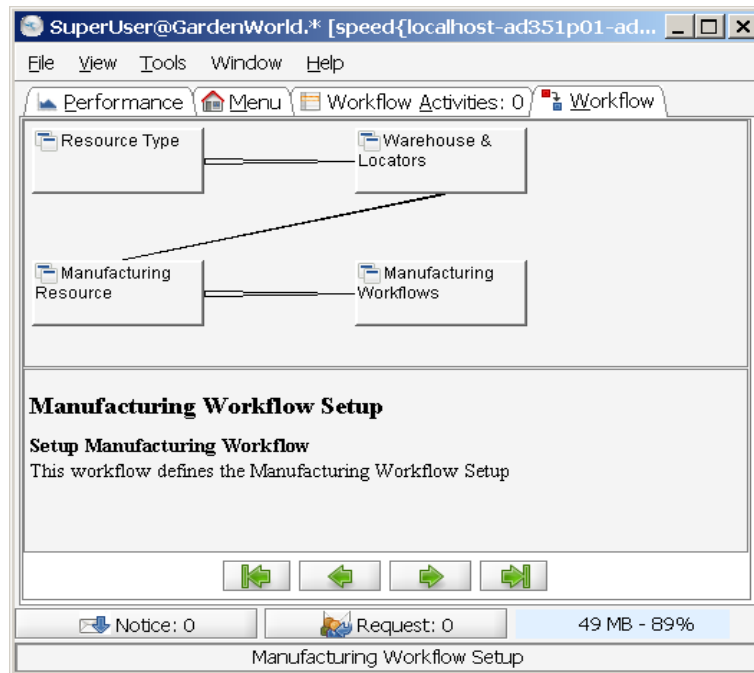 SuperUser@GardenWorld.* [speed{localhost-ad351p01-ad...
File View Tools Window Help
Performance Menu Workflow Activities: 0 Workflow
Resource Type
Warehouse &
Locators
Manufacturing
Resource
Manufacturing
Workflows
Manufacturing Workflow Setup
Setup Manufacturing Workflow
This workflow defines the Manufacturing Workflow Setup
Notice: 0 Request: 0 49 MB - 89%
Manufacturing Workflow Setup